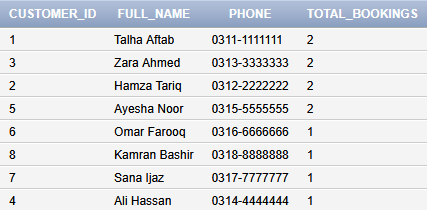 CUSTOMER_ID FULL_NAME PHONE TOTAL_BOOKINGS
1 Talha Aftab 0311-1111111 2
3 Zara Ahmed 0313-3333333 2
2 Hamza Tariq 0312-2222222 2
5 Ayesha Noor 0315-5555555 2
6 Omar Farooq 0316-6666666 1
8 Kamran Bashir 0318-8888888 1
7 Sana Ijaz 0317-7777777 1
4 Ali Hassan 0314-4444444 1